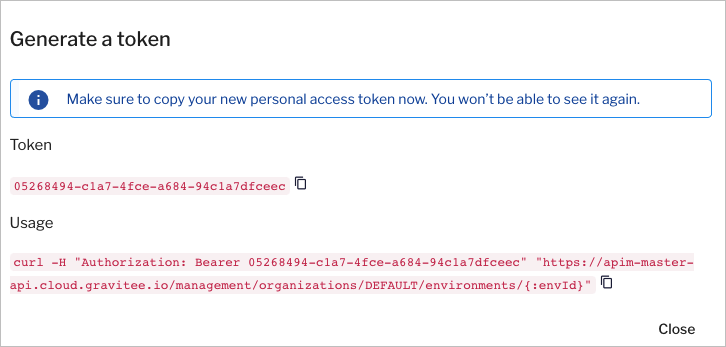 Generate a token
Make sure to copy your new personal access token now. You won't be able to see it again.
Token
05268494-c1a7-4fce-a684-94c1a7dfceec
Usage
curl -H "Authorization: Bearer 05268494-c1a7-4fce-a684-94c1a7dfceec" "https://apim-master-
api.cloud.gravitee.io/management/organizations/DEFAULT/environments/{:envId}"
Close